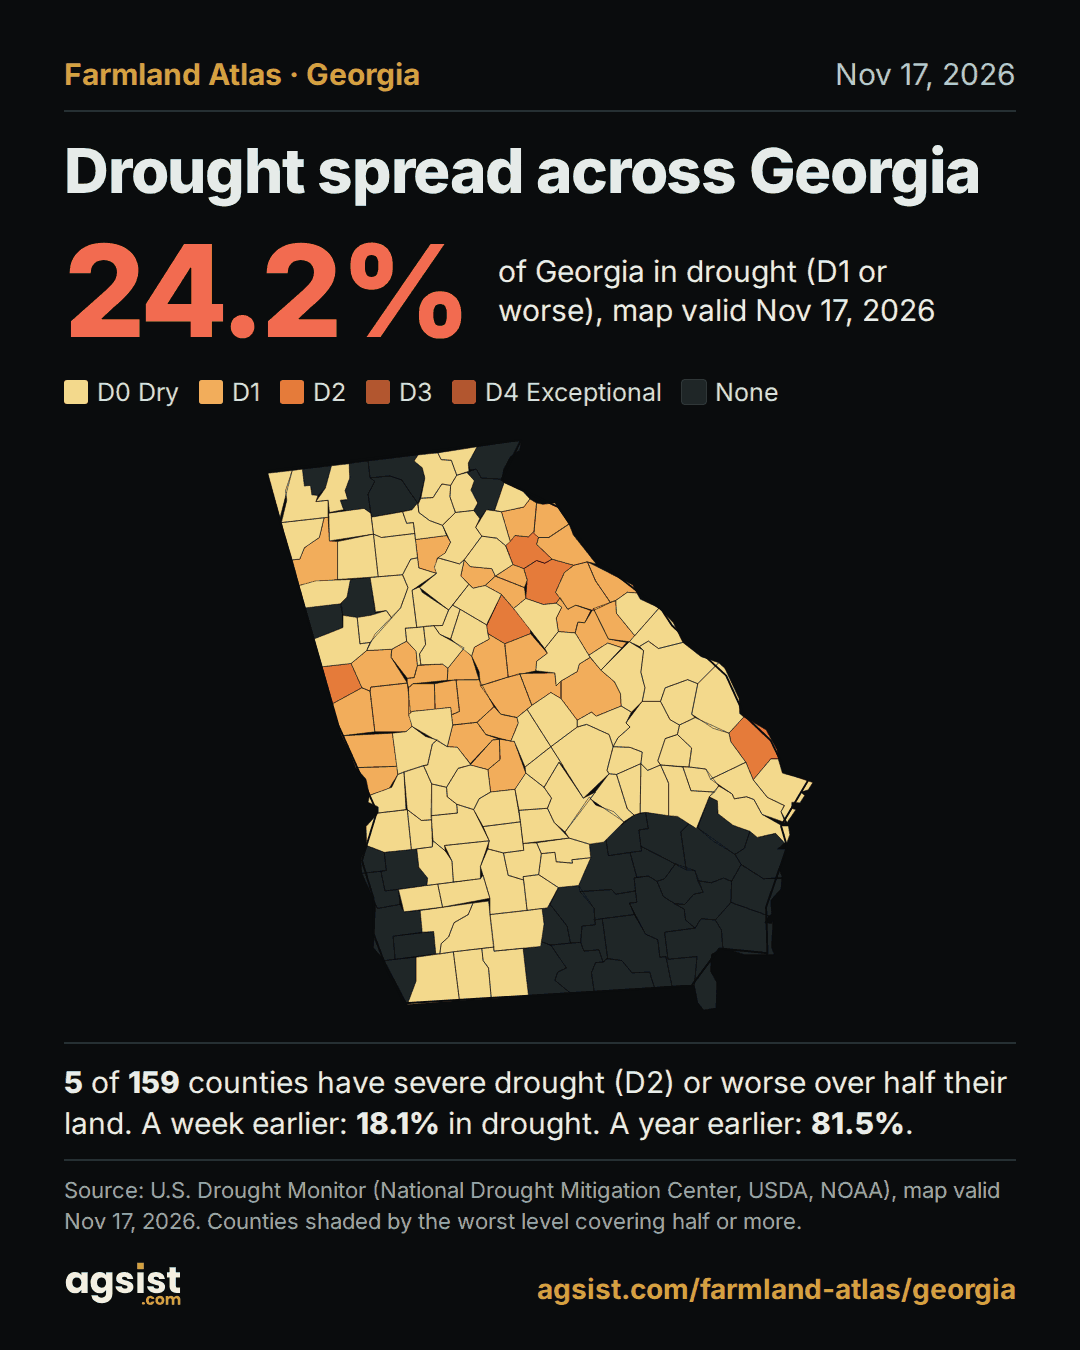 Farmland Atlas · Georgia
Nov 17, 2026
Drought spread across Georgia
24.2%
of Georgia in drought (D1 or
worse), map valid Nov 17, 2026
D0 Dry D1 D2 D3 D4 Exceptional None
5 of 159 counties have severe drought (D2) or worse over half their
land. A week earlier: 18.1% in drought. A year earlier: 81.5%.
Source: U.S. Drought Monitor (National Drought Mitigation Center, USDA, NOAA), map valid
Nov 17, 2026. Counties shaded by the worst level covering half or more.
agsist
.com
agsist.com/farmland-atlas/georgia